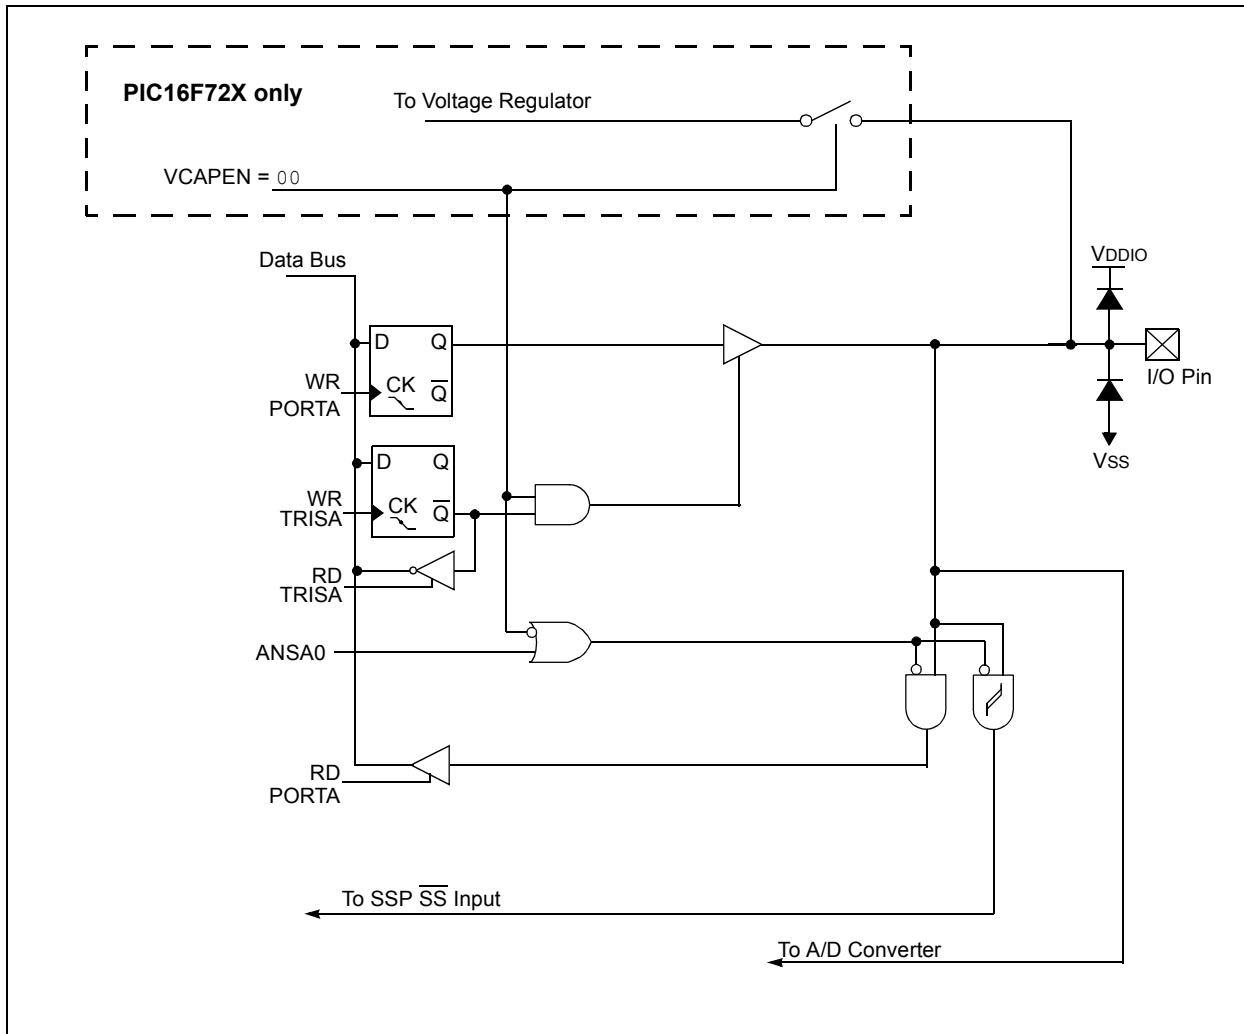 PIC16F72X only
To Voltage Regulator
VCAPEN = 00
Data Bus
VDDIO
D Q
WR
PORTA
CK Q̅
I/O Pin
VSS
D Q
WR
TRISA
CK Q̅
RD
TRISA
ANSA0
RD
PORTA
To SSP S̅S̅ Input
To A/D Converter